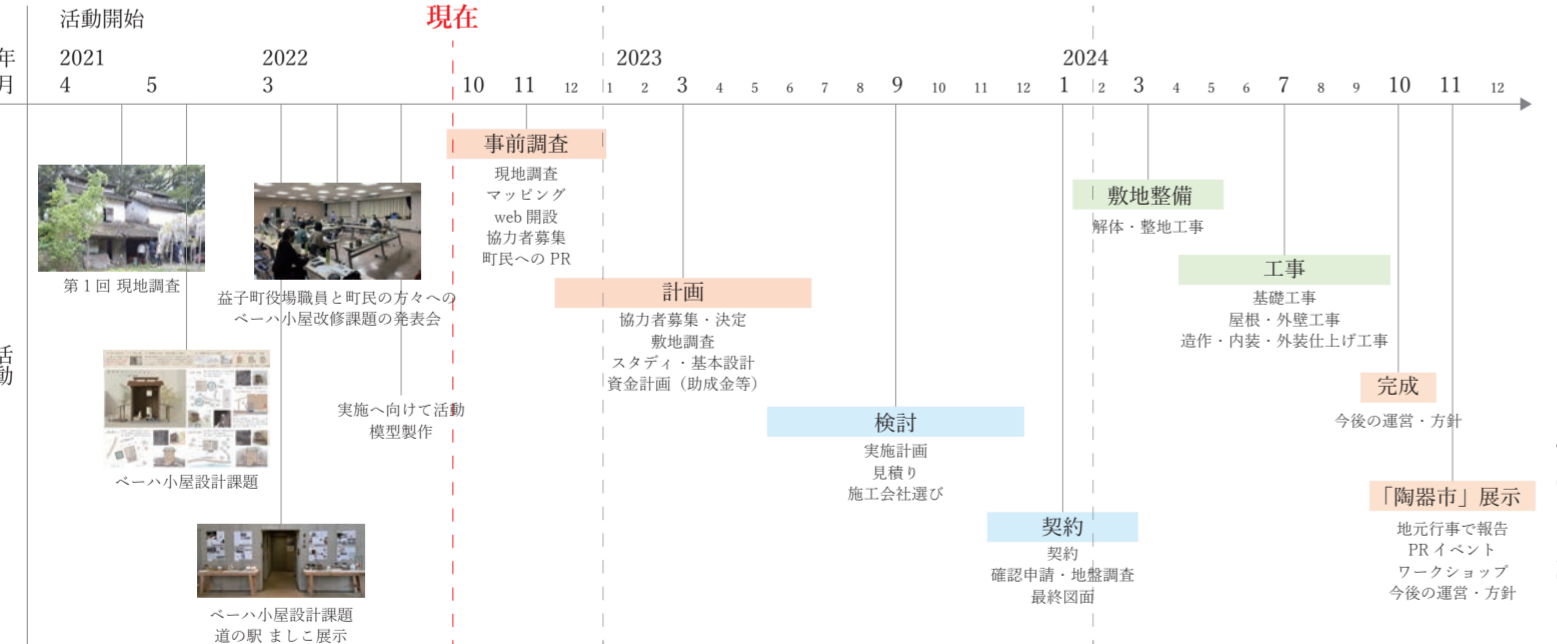 活動開始
現在
年
2021
2022
2023
2024
月
4
5
3
10
11
12
1
2
3
4
5
6
7
8
9
10
11
12
1
2
3
4
5
6
7
8
9
10
11
12
活動
第1回 現地調査
ベーハ小屋設計課題
益子町役場職員と町民の方々への
ベーハ小屋改修課題の発表会
ベーハ小屋設計課題
道の駅 ましこ展示
実施へ向けて活動
模型製作
事前調査
現地調査
マッピング
web 開設
協力者募集
町民への PR
計画
協力者募集・決定
敷地調査
スタディ・基本設計
資金計画（助成金等）
検討
実施計画
見積り
施工会社選び
契約
契約
確認申請・地盤調査
最終図面
敷地整備
解体・整地工事
工事
基礎工事
屋根・外壁工事
造作・内装・外装仕上げ工事
完成
今後の運営・方針
「陶器市」展示
地元行事で報告
PR イベント
ワークショップ
今後の運営・方針